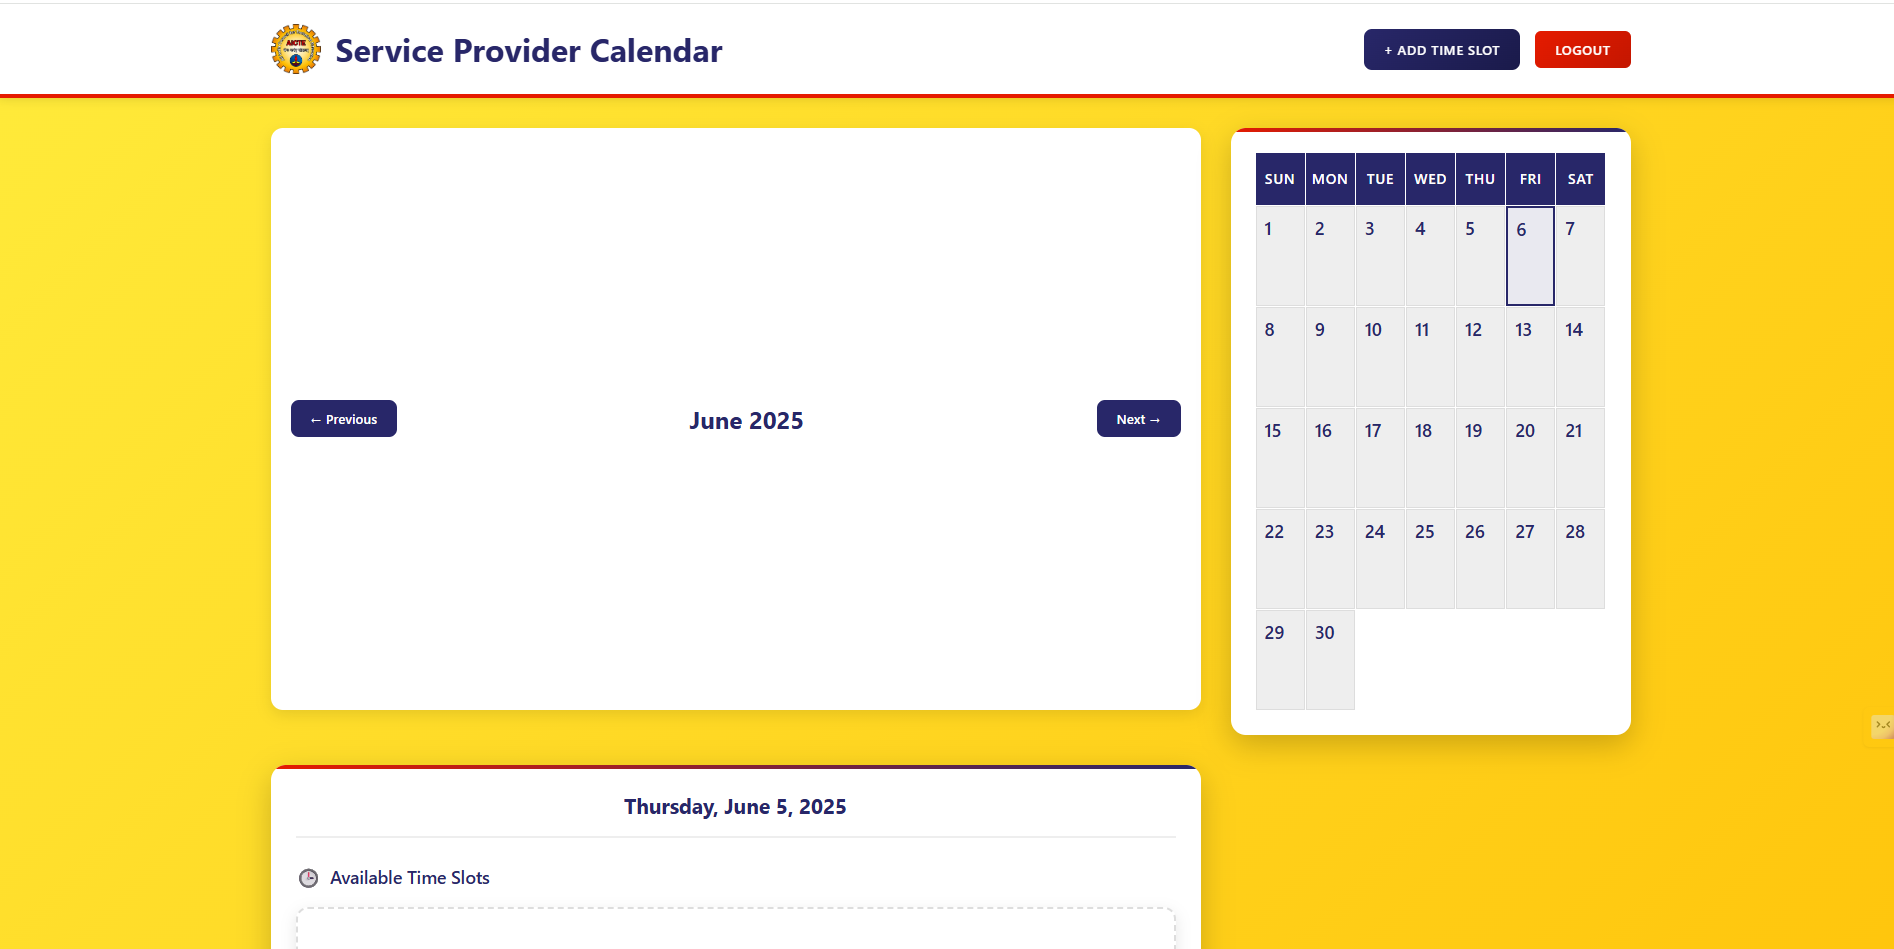 AICTE
Service Provider Calendar
+ ADD TIME SLOT
LOGOUT
← Previous
June 2025
Next →
SUN MON TUE WED THU FRI SAT
1 2 3 4 5 6 7
8 9 10 11 12 13 14
15 16 17 18 19 20 21
22 23 24 25 26 27 28
29 30
Thursday, June 5, 2025
Available Time Slots